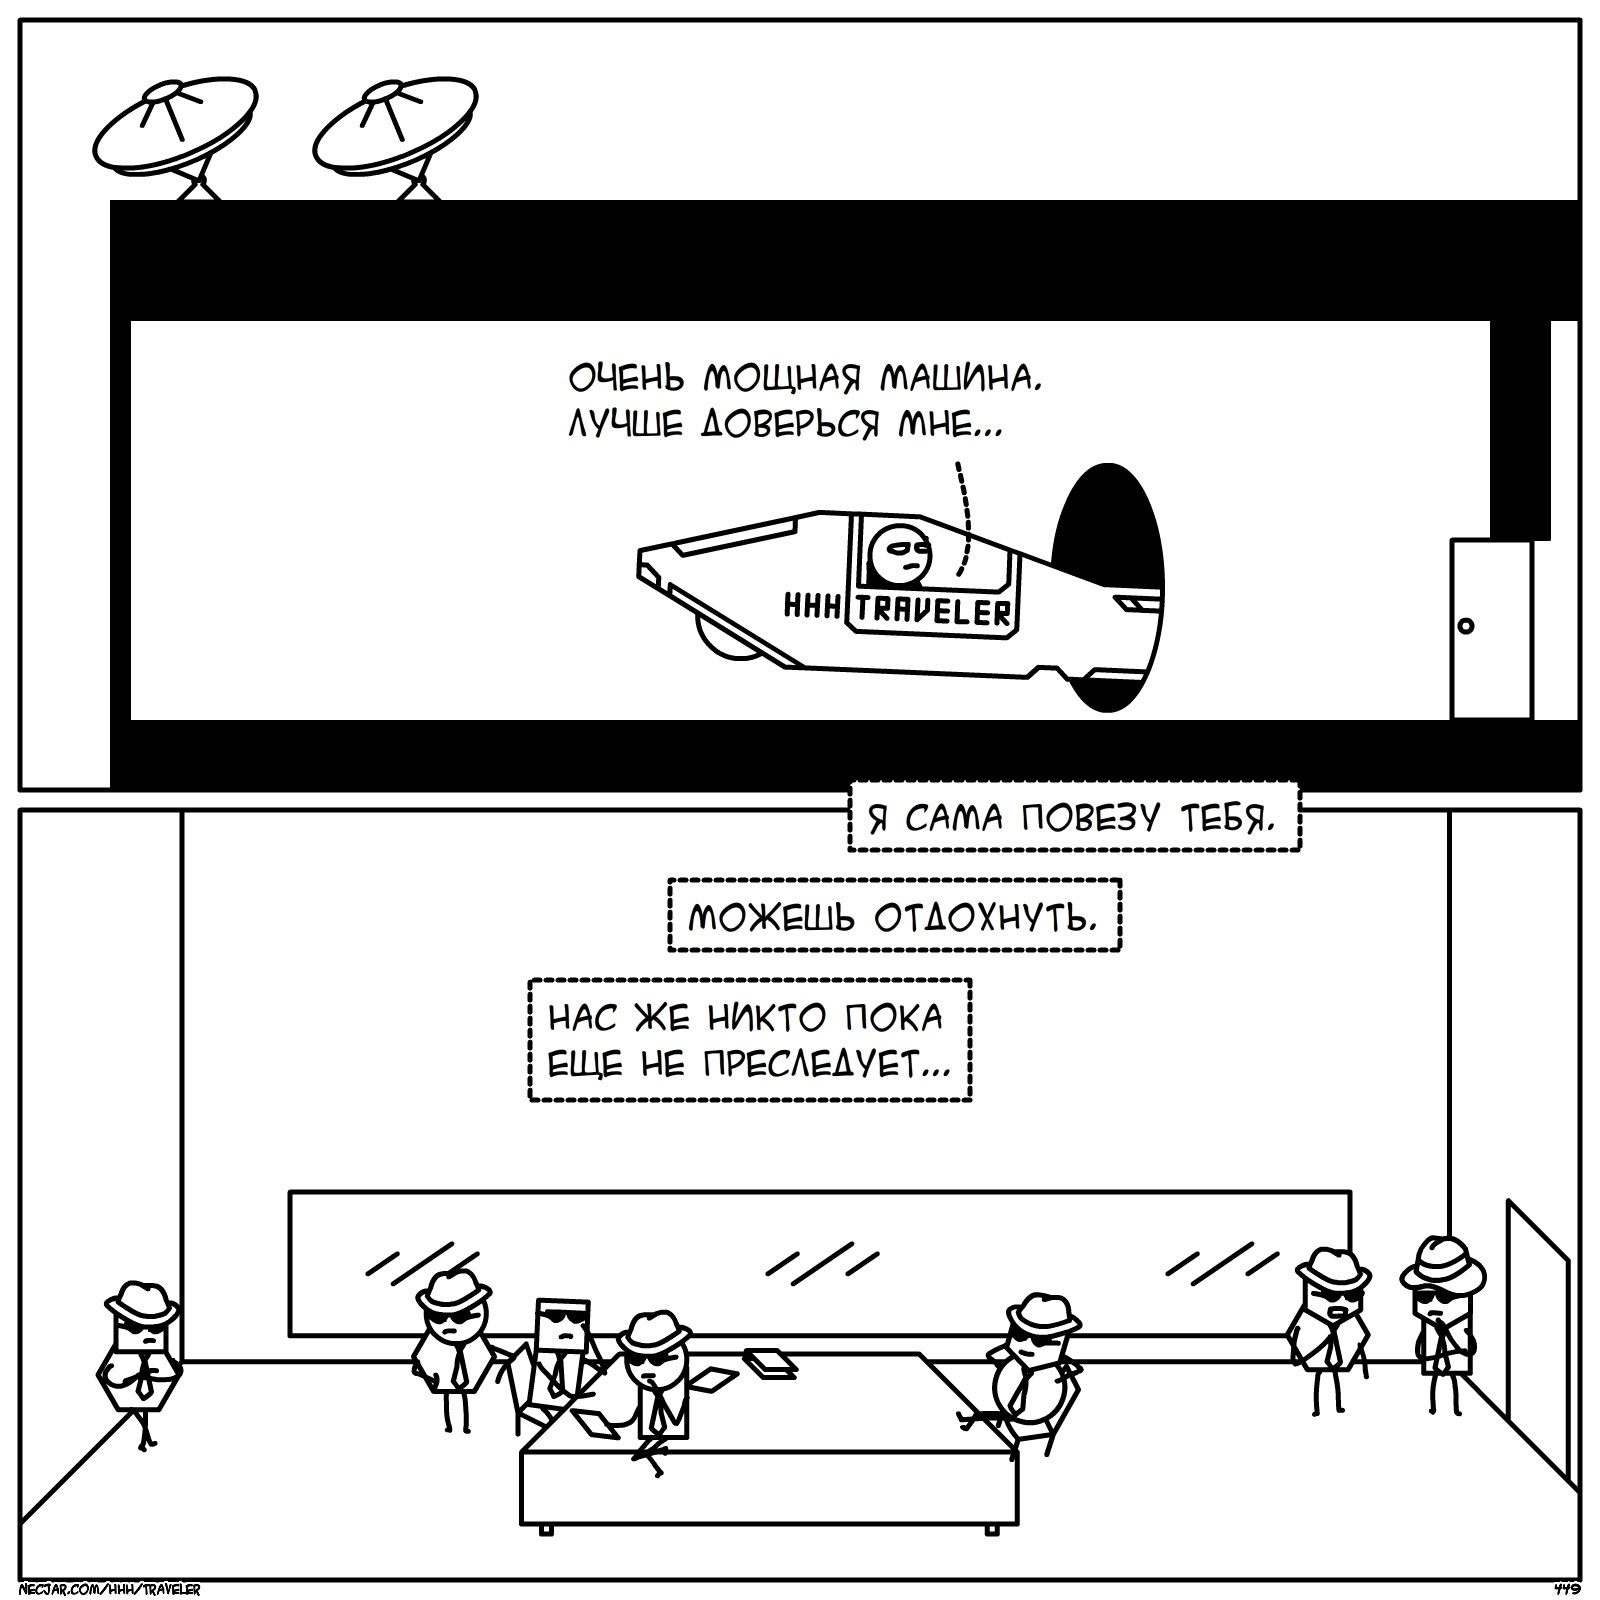 ОЧЕНЬ МОЩНАЯ МАШИНА.
ЛУЧШЕ ДОВЕРЬСЯ МНЕ...
HHH TRAVELER
Я САМА ПОВЕЗУ ТЕБЯ.
МОЖЕШЬ ОТДОХНУТЬ.
НАС ЖЕ НИКТО ПОКА
ЕЩЕ НЕ ПРЕСЛЕДУЕТ...
NECJAR.COM/HHH/TRAVELER
449